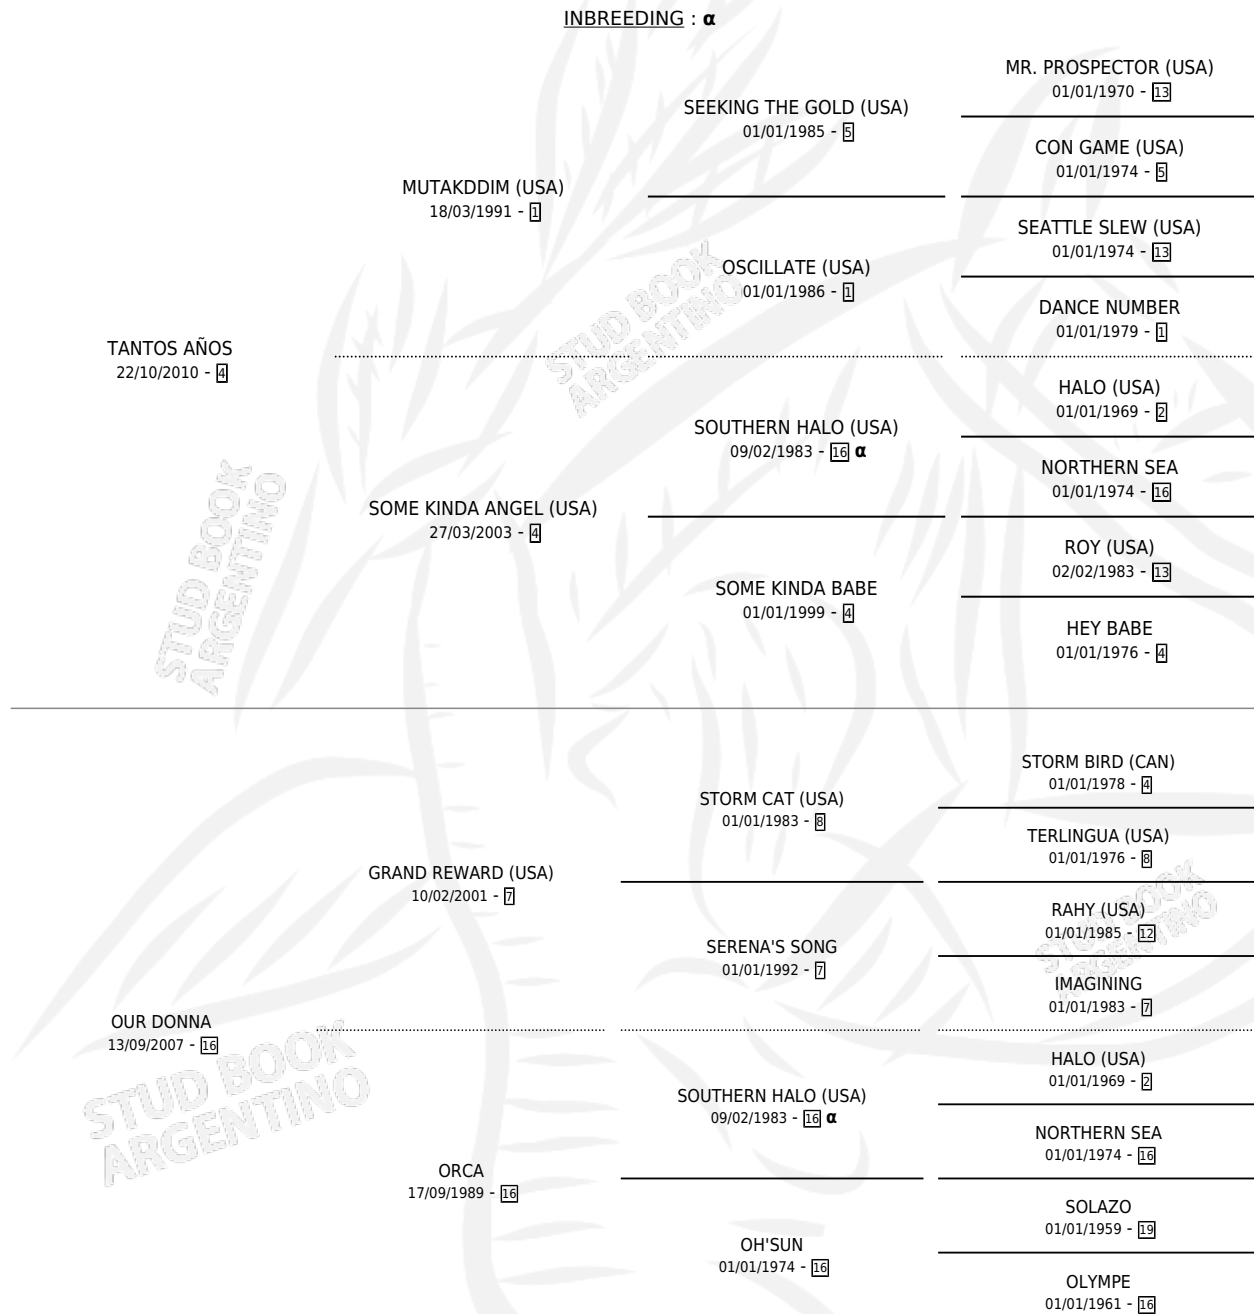 INBREEDING : α
MR. PROSPECTOR (USA)
01/01/1970 - 13
SEEKING THE GOLD (USA)
01/01/1985 - 5
CON GAME (USA)
01/01/1974 - 5
MUTAKDDIM (USA)
18/03/1991 - 1
SEATTLE SLEW (USA)
01/01/1974 - 13
OSCILLATE (USA)
01/01/1986 - 1
DANCE NUMBER
01/01/1979 - 1
TANTOS AÑOS
22/10/2010 - 4
HALO (USA)
01/01/1969 - 2
SOUTHERN HALO (USA)
09/02/1983 - 16 α
NORTHERN SEA
01/01/1974 - 16
SOME KINDA ANGEL (USA)
27/03/2003 - 4
ROY (USA)
02/02/1983 - 13
SOME KINDA BABE
01/01/1999 - 4
HEY BABE
01/01/1976 - 4
STORM BIRD (CAN)
01/01/1978 - 4
STORM CAT (USA)
01/01/1983 - 8
TERLINGUA (USA)
01/01/1976 - 8
GRAND REWARD (USA)
10/02/2001 - 7
RAHY (USA)
01/01/1985 - 12
SERENA'S SONG
01/01/1992 - 7
IMAGINING
01/01/1983 - 7
OUR DONNA
13/09/2007 - 16
HALO (USA)
01/01/1969 - 2
SOUTHERN HALO (USA)
09/02/1983 - 16 α
NORTHERN SEA
01/01/1974 - 16
ORCA
17/09/1989 - 16
SOLAZO
01/01/1959 - 19
OH'SUN
01/01/1974 - 16
OLYMPE
01/01/1961 - 16
STUD BOOK
ARGENTINO
STUD BOOK
ARGENTINO
STUD BOOK
ARGENTINO
STUD BOOK
ARGENTINO